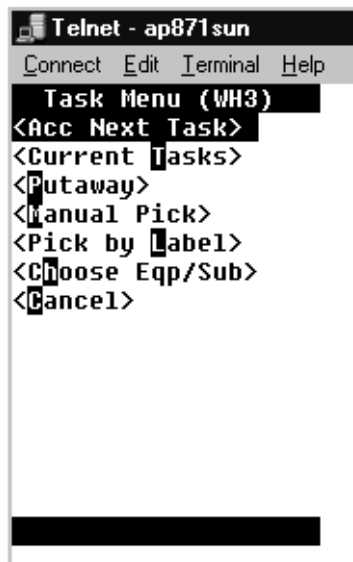 Telnet - ap871sun
Connect Edit Terminal Help
Task Menu (WH3)
<Acc Next Task>
<Current Tasks>
<Putaway>
<Manual Pick>
<Pick by Label>
<Choose Eqp/Sub>
<Cancel>